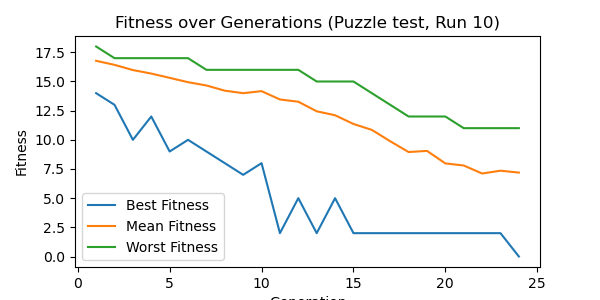 Fitness over Generations (Puzzle test, Run 10)
Fitness
17.5
15.0
12.5
10.0
7.5
5.0
2.5
0.0
Best Fitness
Mean Fitness
Worst Fitness
0 5 10 15 20 25
Generation